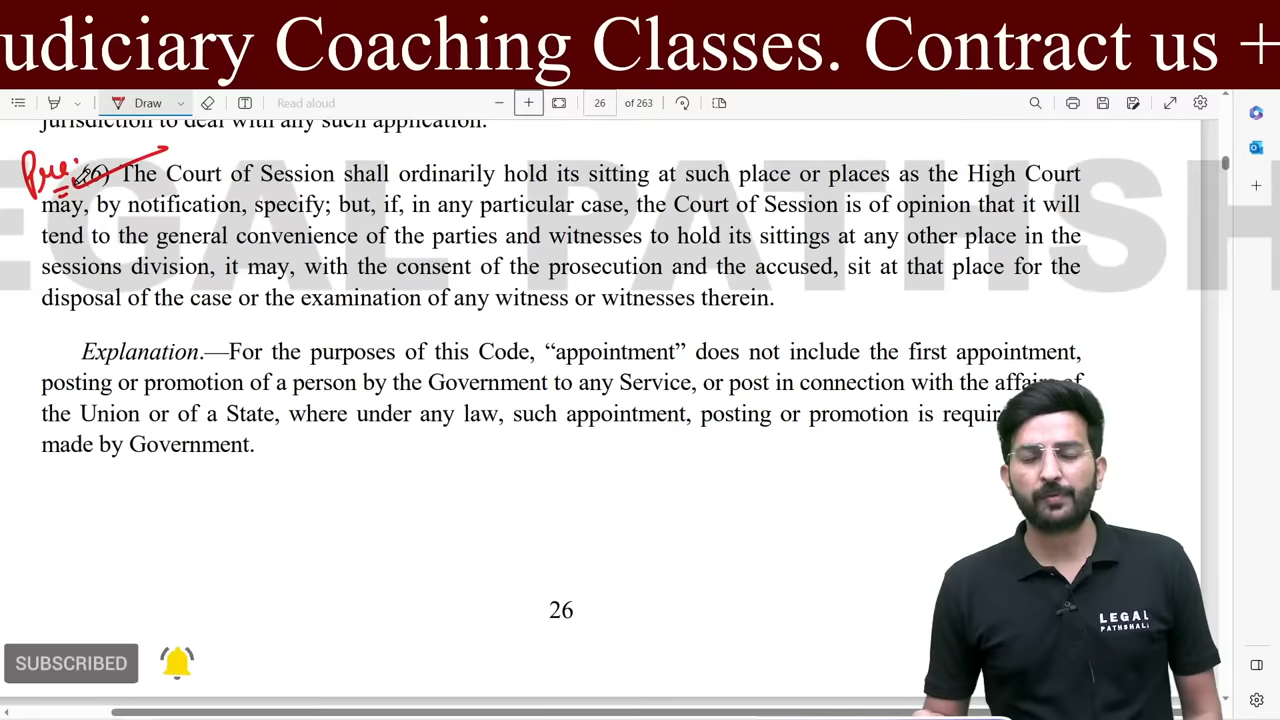 udiciary Coaching Classes. Contract us +
Draw
Read aloud
26 of 263
jurisdiction to deal with any such application.
Pre:
(6) The Court of Session shall ordinarily hold its sitting at such place or places as the High Court
may, by notification, specify; but, if, in any particular case, the Court of Session is of opinion that it will
tend to the general convenience of the parties and witnesses to hold its sittings at any other place in the
sessions division, it may, with the consent of the prosecution and the accused, sit at that place for the
disposal of the case or the examination of any witness or witnesses therein.
Explanation.—For the purposes of this Code, “appointment” does not include the first appointment,
posting or promotion of a person by the Government to any Service, or post in connection with the affairs of
the Union or of a State, where under any law, such appointment, posting or promotion is requir
made by Government.
EGAL PATHSH
26
LEGAL
PATHSHALA
SUBSCRIBED